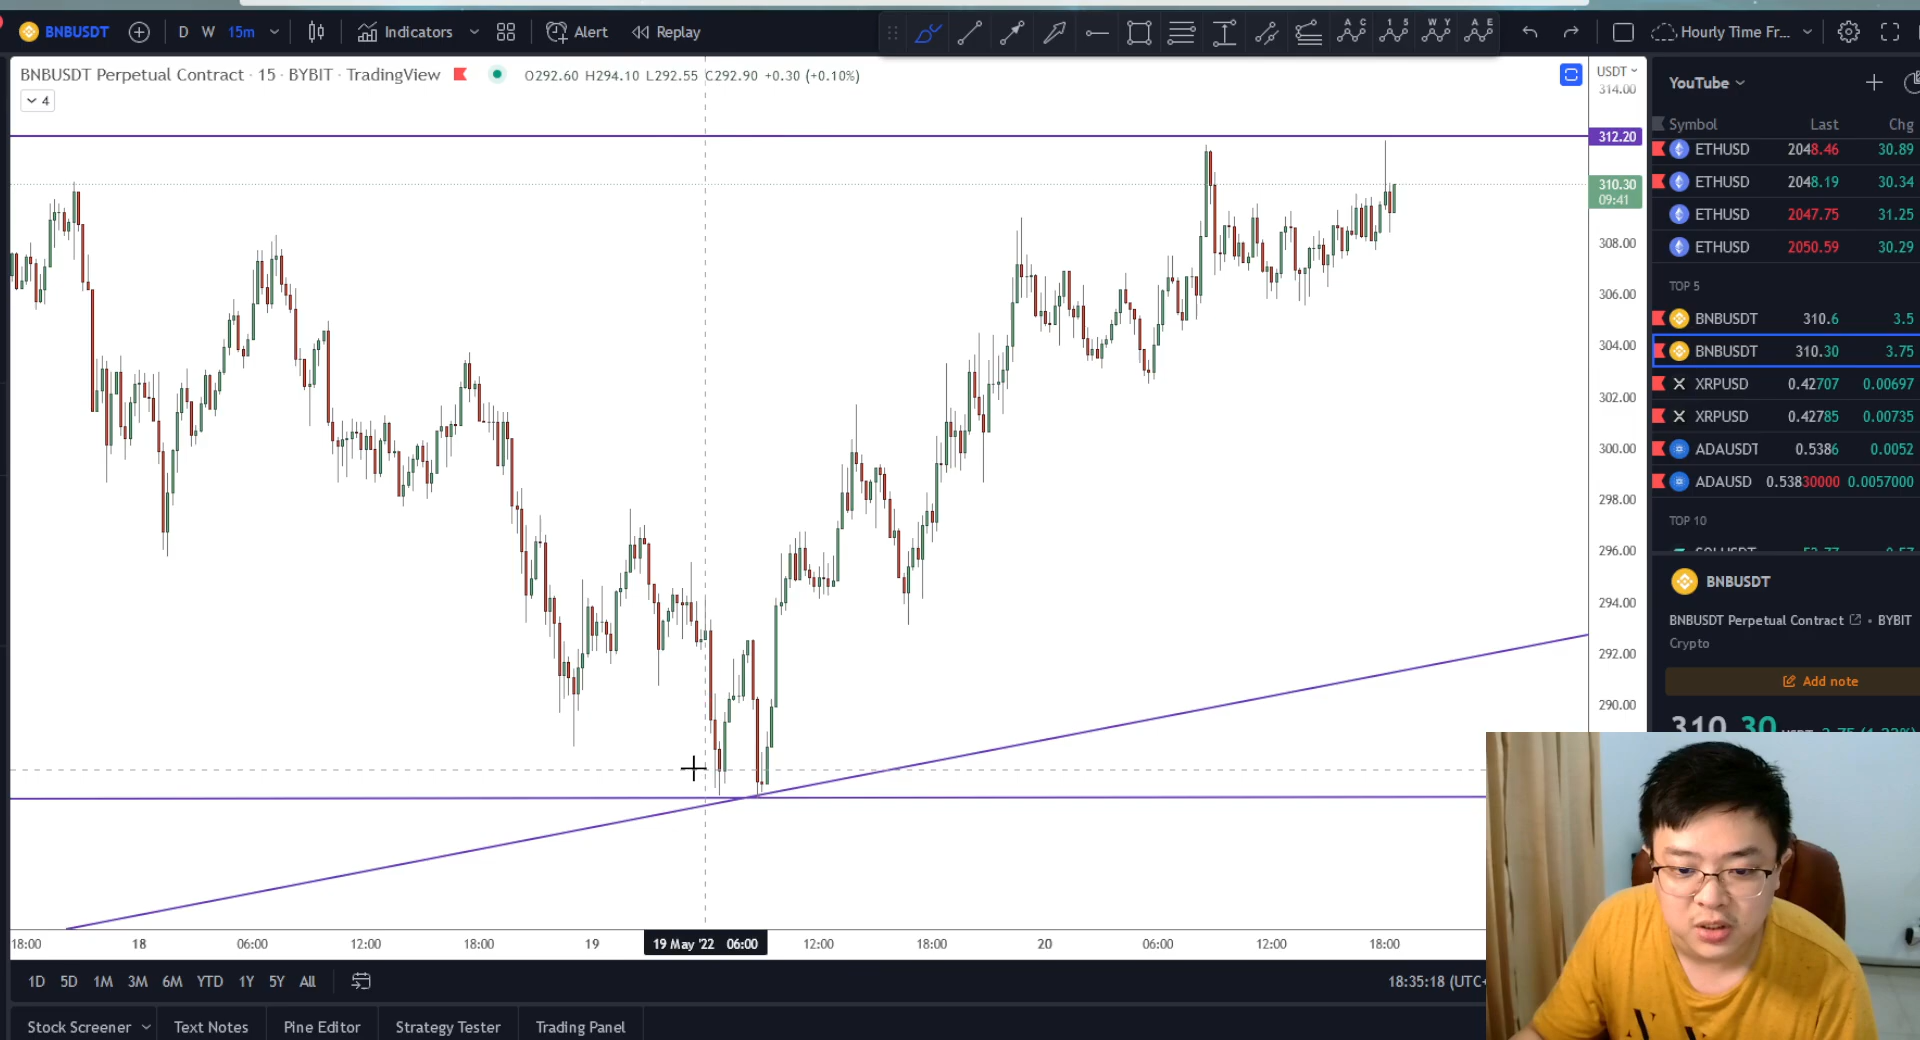 BNBUSDT D W 15m Indicators Alert Replay Hourly Time Fr...
BNBUSDT Perpetual Contract · 15 · BYBIT · TradingView O292.60 H294.10 L292.55 C292.90 +0.30 (+0.10%)
4
USDT
314.00
312.20
310.30
09:41
308.00
306.00
304.00
302.00
300.00
298.00
296.00
294.00
292.00
290.00
18:00 18 06:00 12:00 18:00 19 19 May '22 06:00 12:00 18:00 20 06:00 12:00 18:00
1D 5D 1M 3M 6M YTD 1Y 5Y All 18:35:18 (UTC+
Stock Screener Text Notes Pine Editor Strategy Tester Trading Panel
YouTube
Symbol Last Chg
ETHUSD 2048.46 30.89
ETHUSD 2048.19 30.34
ETHUSD 2047.75 31.25
ETHUSD 2050.59 30.29
TOP 5
BNBUSDT 310.6 3.5
BNBUSDT 310.30 3.75
XRPUSD 0.42707 0.00697
XRPUSD 0.42785 0.00735
ADAUSDT 0.5386 0.0052
ADAUSD 0.53830000 0.0057000
TOP 10
BNBUSDT
BNBUSDT Perpetual Contract • BYBIT
Crypto
Add note
310.30